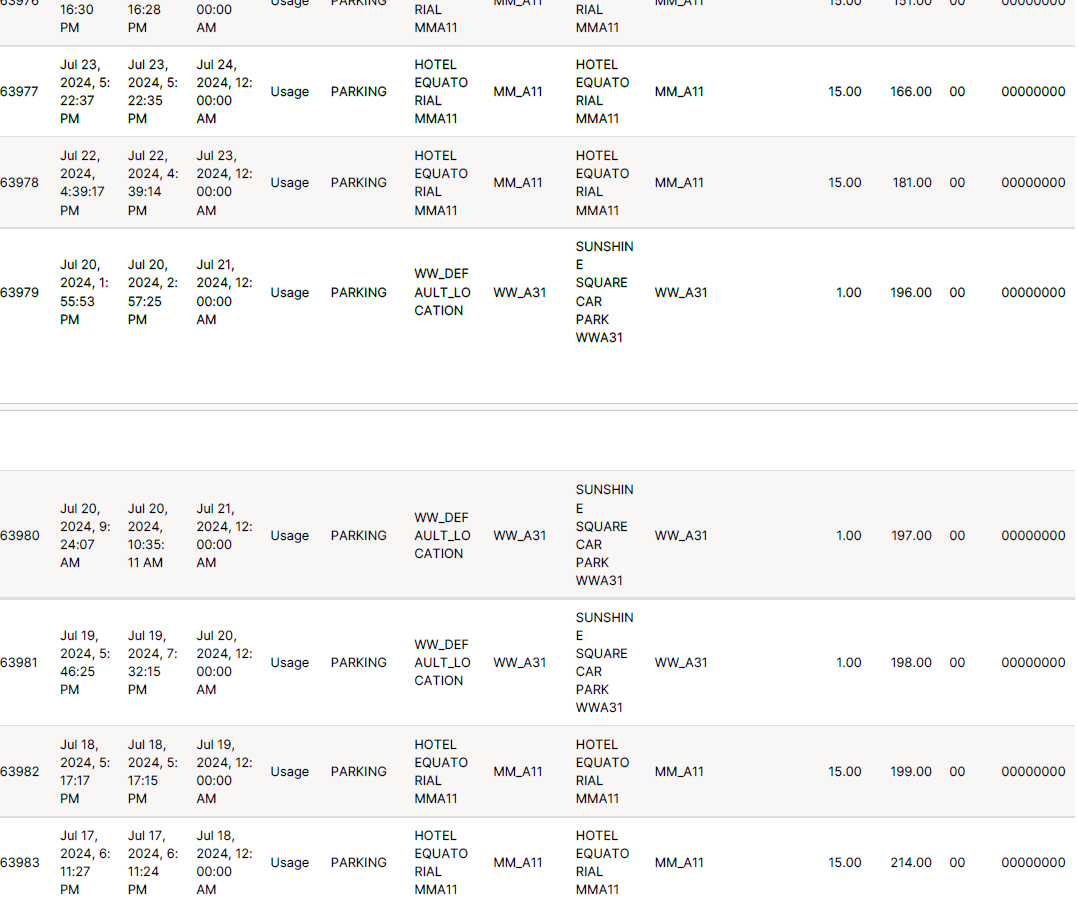 63976 16:30 PM 16:28 PM 00:00 AM Usage PARKING RIAL MMA11 MM_A11 RIAL MMA11 MM_A11 15.00 151.00 00 00000000
63977 Jul 23, 2024, 5:22:37 PM Jul 23, 2024, 5:22:35 PM Jul 24, 2024, 12:00:00 AM Usage PARKING HOTEL EQUATORIAL MMA11 MM_A11 HOTEL EQUATORIAL MMA11 MM_A11 15.00 166.00 00 00000000
63978 Jul 22, 2024, 4:39:17 PM Jul 22, 2024, 4:39:14 PM Jul 23, 2024, 12:00:00 AM Usage PARKING HOTEL EQUATORIAL MMA11 MM_A11 HOTEL EQUATORIAL MMA11 MM_A11 15.00 181.00 00 00000000
63979 Jul 20, 2024, 1:55:53 PM Jul 20, 2024, 2:57:25 PM Jul 21, 2024, 12:00:00 AM Usage PARKING WW_DEFAULT_LOCATION WW_A31 SUNSHINE SQUARE CAR PARK WWA31 WW_A31 1.00 196.00 00 00000000
63980 Jul 20, 2024, 9:24:07 AM Jul 20, 2024, 10:35:11 AM Jul 21, 2024, 12:00:00 AM Usage PARKING WW_DEFAULT_LOCATION WW_A31 SUNSHINE SQUARE CAR PARK WWA31 WW_A31 1.00 197.00 00 00000000
63981 Jul 19, 2024, 5:46:25 PM Jul 19, 2024, 7:32:15 PM Jul 20, 2024, 12:00:00 AM Usage PARKING WW_DEFAULT_LOCATION WW_A31 SUNSHINE SQUARE CAR PARK WWA31 WW_A31 1.00 198.00 00 00000000
63982 Jul 18, 2024, 5:17:17 PM Jul 18, 2024, 5:17:15 PM Jul 19, 2024, 12:00:00 AM Usage PARKING HOTEL EQUATORIAL MMA11 MM_A11 HOTEL EQUATORIAL MMA11 MM_A11 15.00 199.00 00 00000000
63983 Jul 17, 2024, 6:11:27 PM Jul 17, 2024, 6:11:24 PM Jul 18, 2024, 12:00:00 AM Usage PARKING HOTEL EQUATORIAL MMA11 MM_A11 HOTEL EQUATORIAL MMA11 MM_A11 15.00 214.00 00 00000000